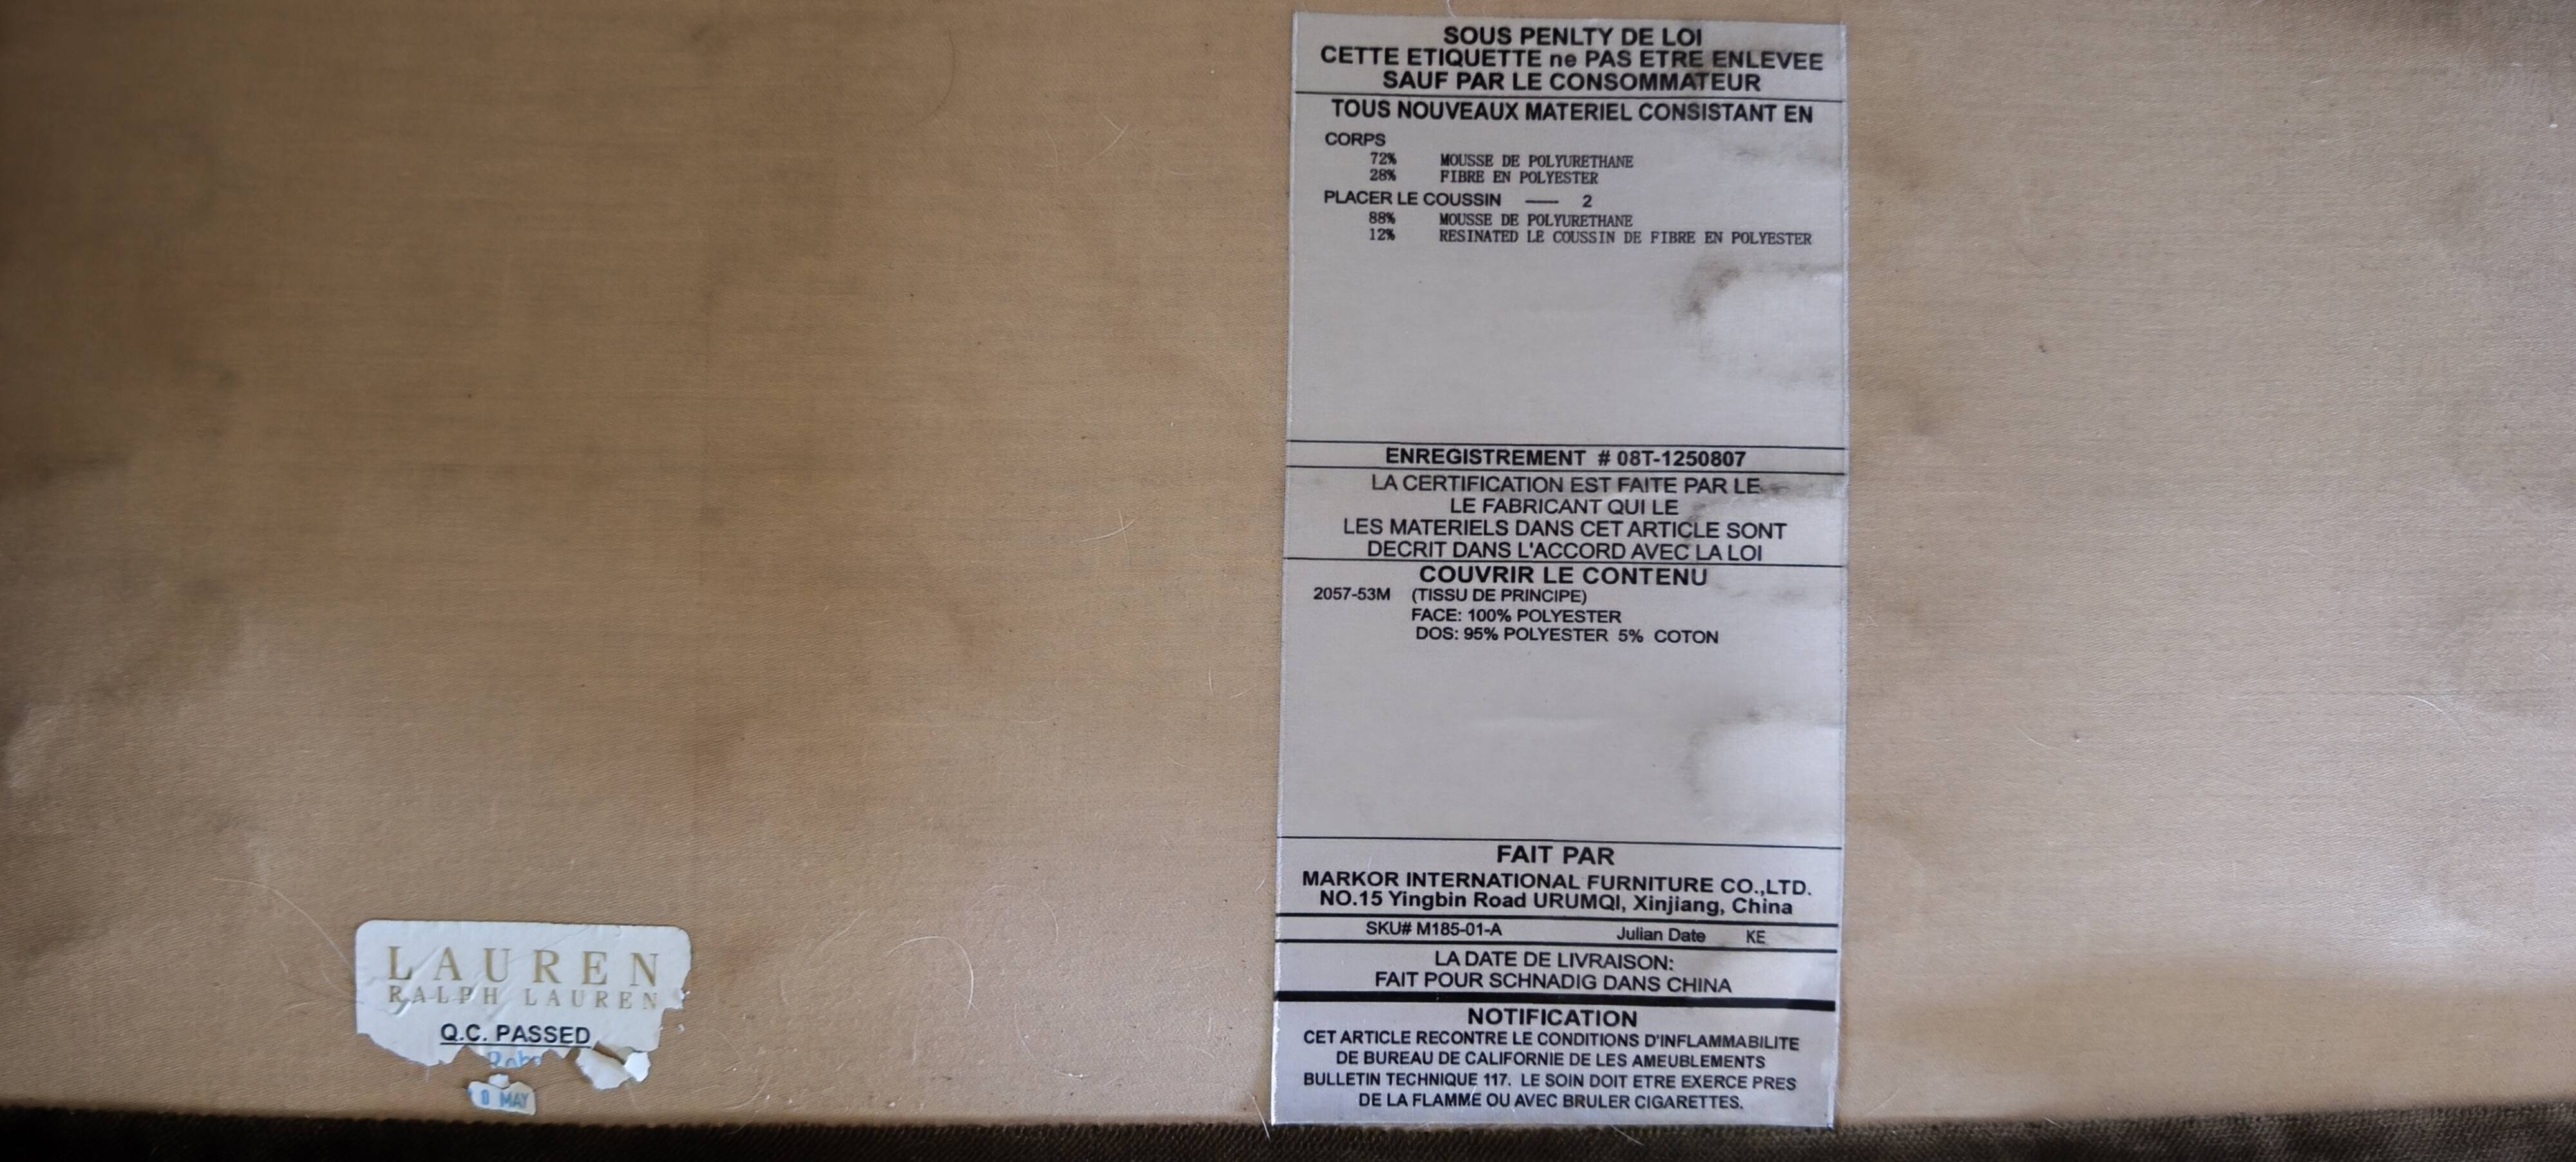 SOUS PENLTY DE LOI
CETTE ETIQUETTE ne PAS ETRE ENLEVEE
SAUF PAR LE CONSOMMATEUR
TOUS NOUVEAUX MATERIEL CONSISTANT EN
CORPS
72% MOUSSE DE POLYURETHANE
28% FIBRE EN POLYESTER
PLACER LE COUSSIN —— 2
88% MOUSSE DE POLYURETHANE
12% RESINATED LE COUSSIN DE FIBRE EN POLYESTER
ENREGISTREMENT # 08T-1250807
LA CERTIFICATION EST FAITE PAR LE
LE FABRICANT QUI LE
LES MATERIELS DANS CET ARTICLE SONT
DECRIT DANS L'ACCORD AVEC LA LOI
COUVRIR LE CONTENU
2057-53M (TISSU DE PRINCIPE)
FACE: 100% POLYESTER
DOS: 95% POLYESTER 5% COTON
FAIT PAR
MARKOR INTERNATIONAL FURNITURE CO.,LTD.
NO.15 Yingbin Road URUMQI, Xinjiang, China
SKU# M185-01-A Julian Date KE
LA DATE DE LIVRAISON:
FAIT POUR SCHNADIG DANS CHINA
NOTIFICATION
CET ARTICLE RECONTRE LE CONDITIONS D'INFLAMMABILITE
DE BUREAU DE CALIFORNIE DE LES AMEUBLEMENTS
BULLETIN TECHNIQUE 117. LE SOIN DOIT ETRE EXERCE PRES
DE LA FLAMME OU AVEC BRULER CIGARETTES.
LAUREN
RALPH LAUREN
Q.C. PASSED
0 MAY